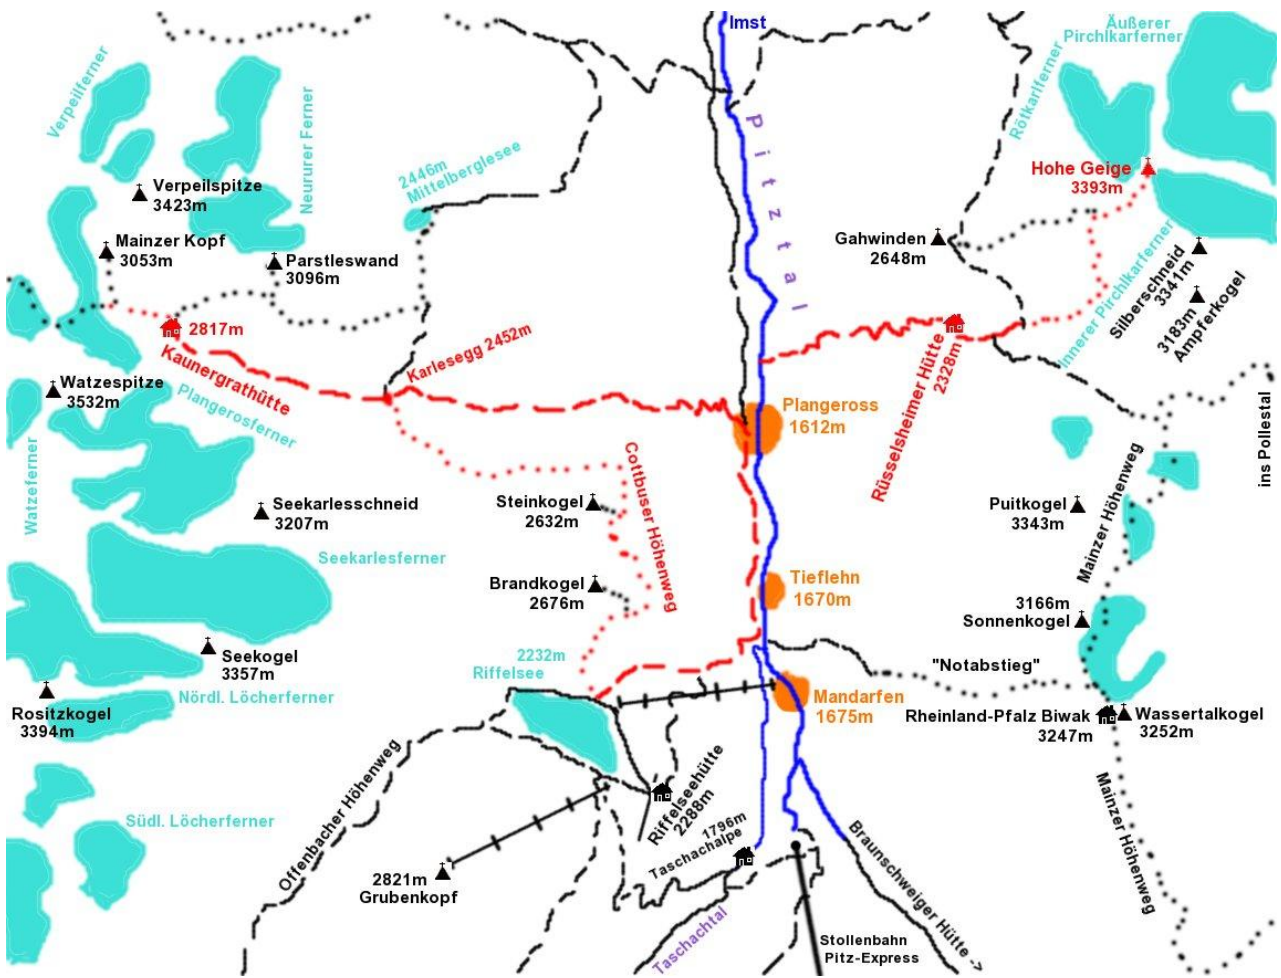 Imst
Äußerer
Pirchlkarferner
Verpeilferner
Rötkarlferner
Neururer Ferner
Pitztal
2446m
Mittelberglesee
Hohe Geige
3393m
Verpeilspitze
3423m
Mainzer Kopf
3053m
Parstleswand
3096m
Gahwinden
2648m
Innerer Pirchlkarferner
Silberschneid
3341m
3183m
Ampferkogel
2817m
Kaunergrathütte
Karlesegg 2452m
Rüsselsheimer Hütte
2328m
Watzespitze
3532m
Plangerosferner
Plangeross
1612m
ins Pollestal
Watzeferner
Cottbuser Höhenweg
Mainzer Höhenweg
Seekarlesschneid
3207m
Steinkogel
2632m
Puitkogel
3343m
Seekarlesferner
Brandkogel
2676m
Tieflehn
1670m
3166m
Sonnenkogel
Seekogel
3357m
2232m
Riffelsee
"Notabstieg"
Nördl. Löcherferner
Rositzkogel
3394m
Mandarfen
1675m
Rheinland-Pfalz Biwak
3247m
Wassertalkogel
3252m
Offenbacher Höhenweg
Riffelseehütte
2288m
Mainzer Höhenweg
Südl. Löcherferner
1796m
Taschachalpe
Braunschweiger Hütte ->
2821m
Grubenkopf
Taschachtal
Stollenbahn
Pitz-Express